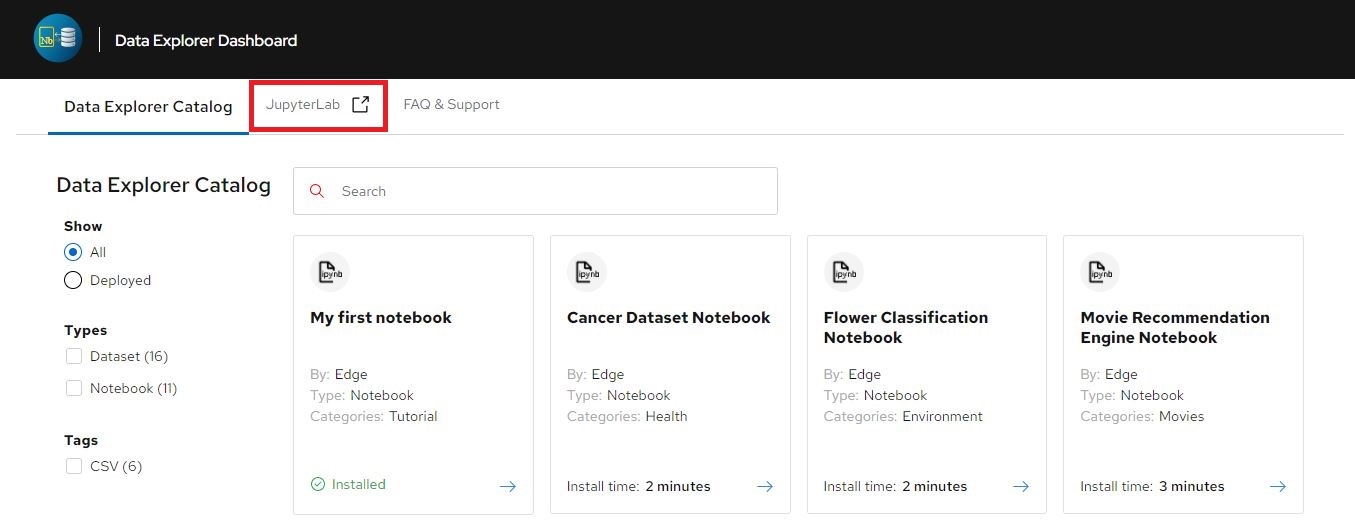 Nb
Data Explorer Dashboard
Data Explorer Catalog
JupyterLab
FAQ & Support
Data Explorer Catalog
Search
Show
All
Deployed
Types
Dataset (16)
Notebook (11)
Tags
CSV (6)
ipynb
My first notebook
By: Edge
Type: Notebook
Categories: Tutorial
Installed
ipynb
Cancer Dataset Notebook
By: Edge
Type: Notebook
Categories: Health
Install time: 2 minutes
ipynb
Flower Classification
Notebook
By: Edge
Type: Notebook
Categories: Environment
Install time: 2 minutes
ipynb
Movie Recommendation
Engine Notebook
By: Edge
Type: Notebook
Categories: Movies
Install time: 3 minutes